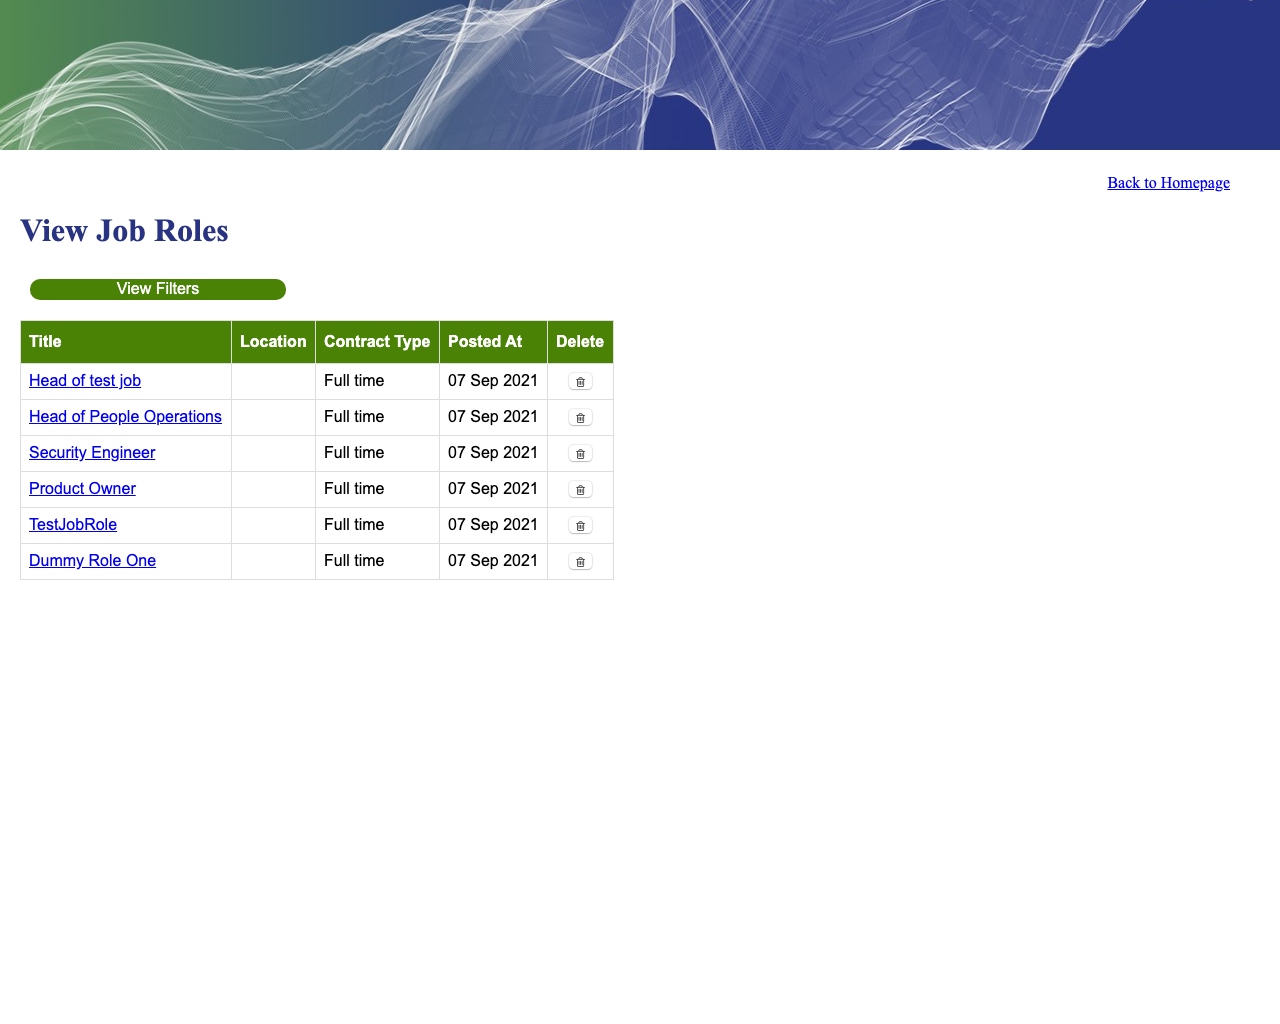 Back to Homepage
View Job Roles
View Filters
Title Location Contract Type Posted At Delete
Head of test job Full time 07 Sep 2021
Head of People Operations Full time 07 Sep 2021
Security Engineer Full time 07 Sep 2021
Product Owner Full time 07 Sep 2021
TestJobRole Full time 07 Sep 2021
Dummy Role One Full time 07 Sep 2021